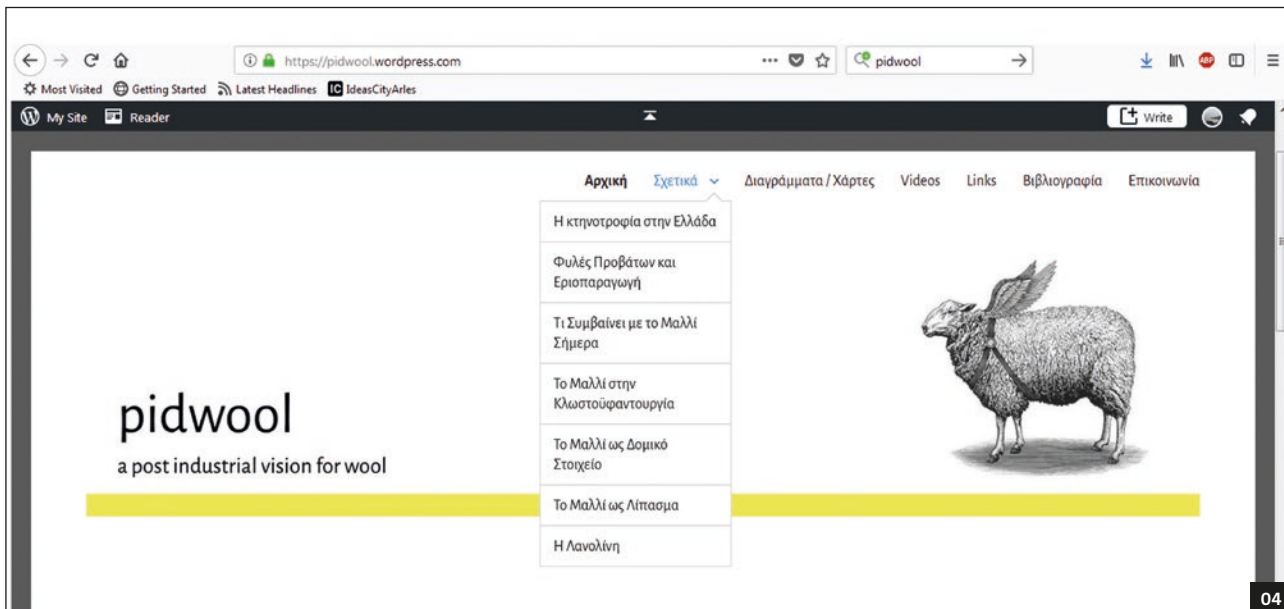 https://pidwool.wordpress.com
pidwool
ABP
Most Visited
Getting Started
Latest Headlines
IC IdeasCityArles
My Site
Reader
Write
Αρχική
Σχετικά
Διαγράμματα / Χάρτες
Videos
Links
Βιβλιογραφία
Επικοινωνία
Η κτηνοτροφία στην Ελλάδα
Φυλές Προβάτων και
Εριοπαραγωγή
Τι Συμβαίνει με το Μαλλί
Σήμερα
Το Μαλλί στην
Κλωστοϋφαντουργία
Το Μαλλί ως Δομικό
Στοιχείο
Το Μαλλί ως Λίπασμα
Η Λανολίνη
pidwool
a post industrial vision for wool
04